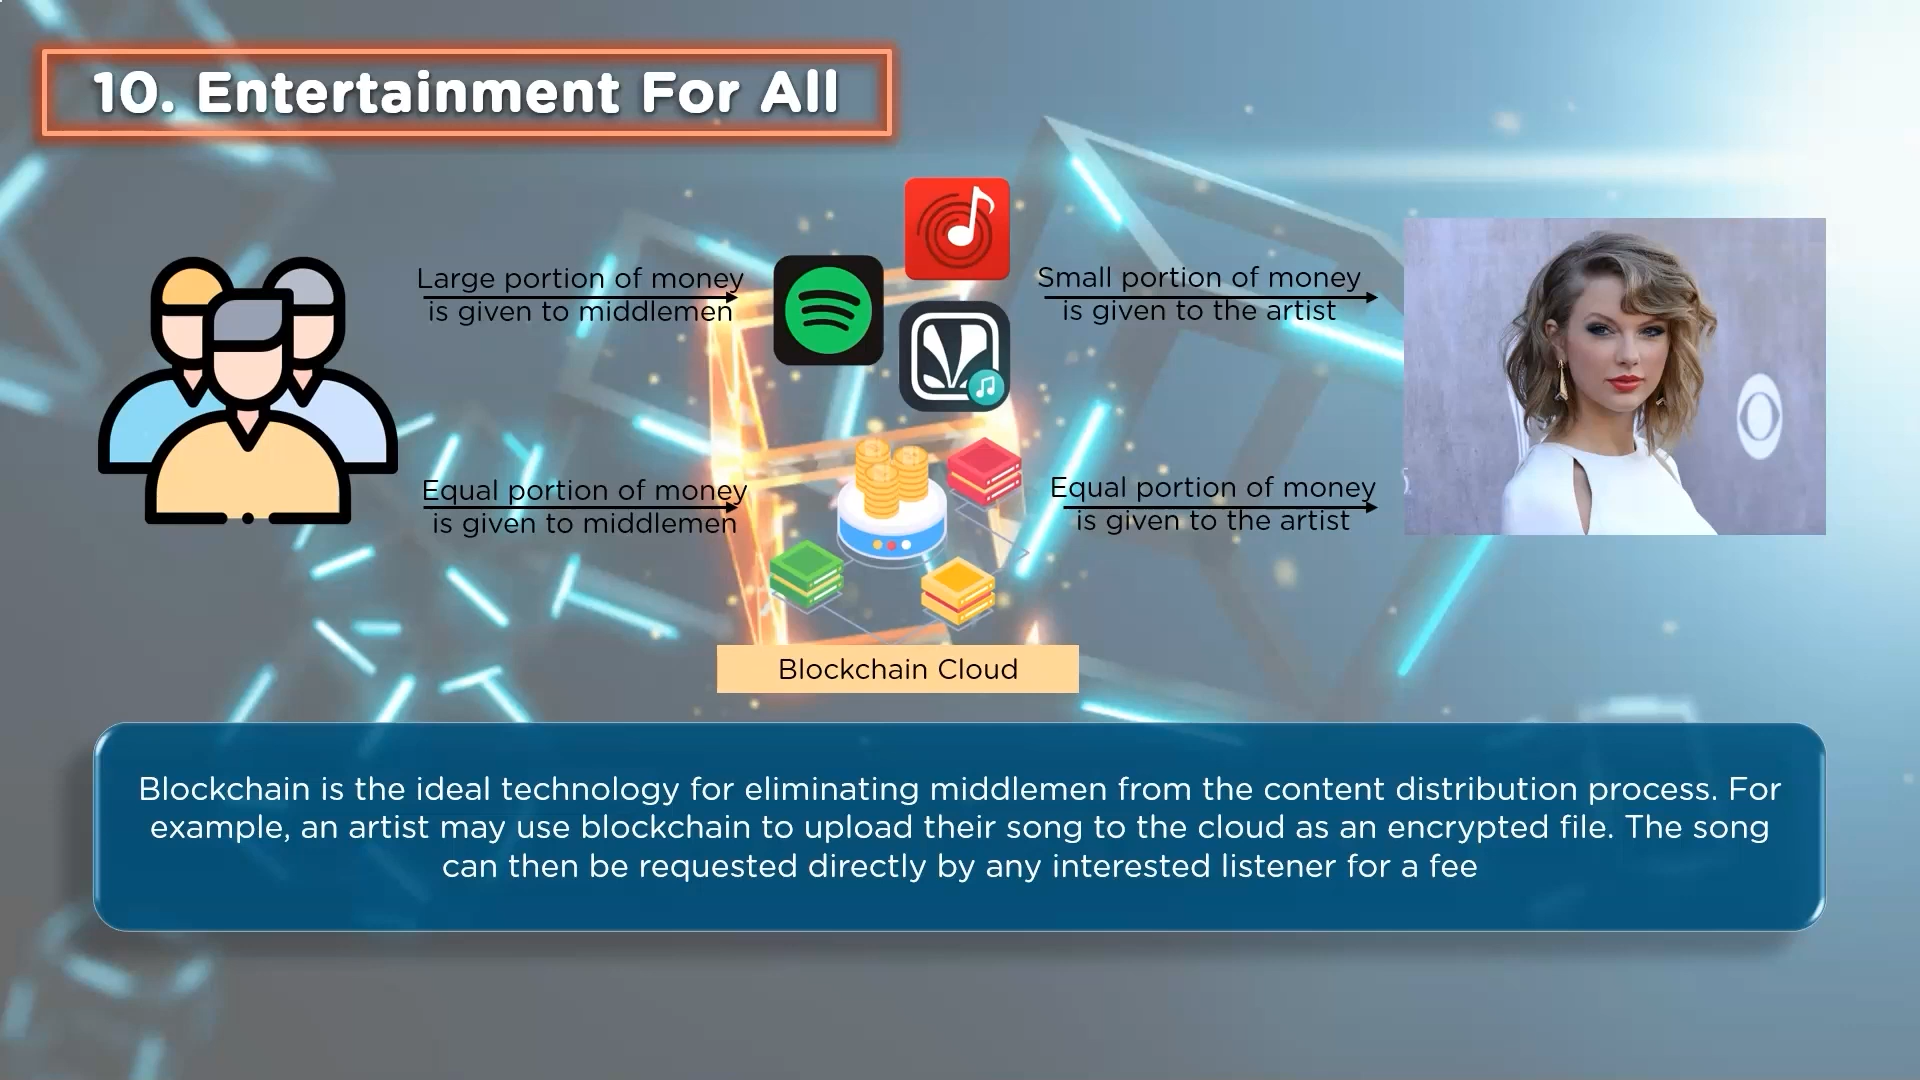 10. Entertainment For All
Large portion of money
is given to middlemen
Small portion of money
is given to the artist
Equal portion of money
is given to middlemen
Equal portion of money
is given to the artist
Blockchain Cloud
Blockchain is the ideal technology for eliminating middlemen from the content distribution process. For
example, an artist may use blockchain to upload their song to the cloud as an encrypted file. The song
can then be requested directly by any interested listener for a fee